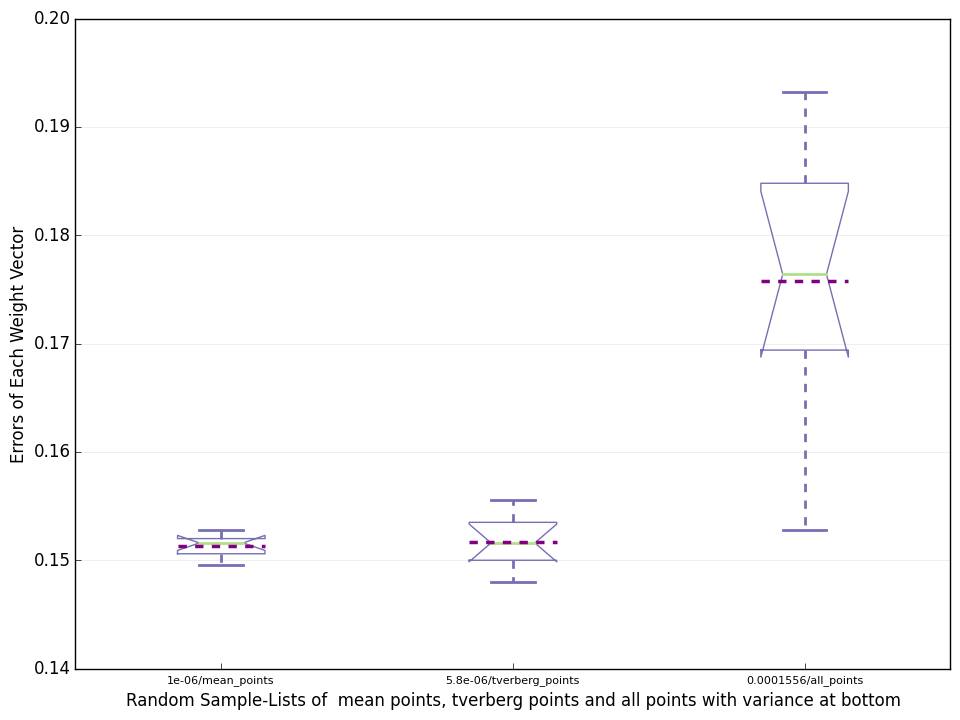 0.20
0.19
0.18
0.17
0.16
0.15
0.14
Errors of Each Weight Vector
1e-06/mean_points
5.8e-06/tverberg_points
0.0001556/all_points
Random Sample-Lists of  mean points, tverberg points and all points with variance at bottom